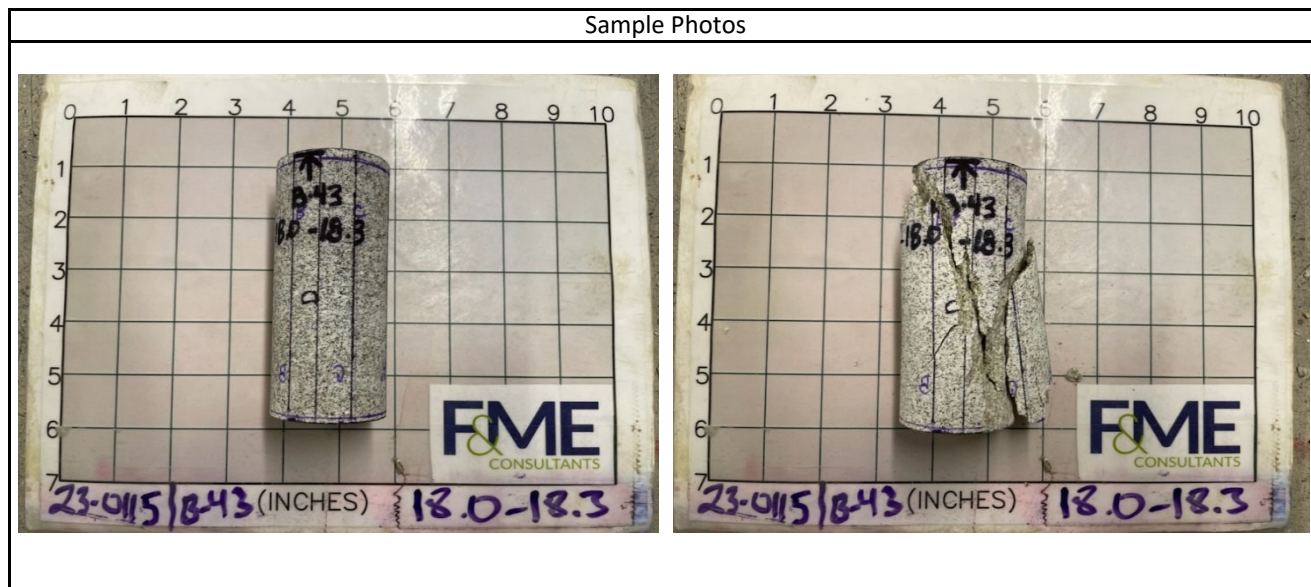 Sample Photos
0 1 2 3 4 5 6 7 8 9 10
1
2
3
4
5
6
7
B-43
18.0-18.3
B
C
D
B
C
F&ME
CONSULTANTS
23-0115 | B-43 (INCHES) 18.0-18.3
0 1 2 3 4 5 6 7 8 9 10
1
2
3
4
5
6
7
B-43
18.0-18.3
C
B
F&ME
CONSULTANTS
23-0115 | B-43 (INCHES) 18.0-18.3